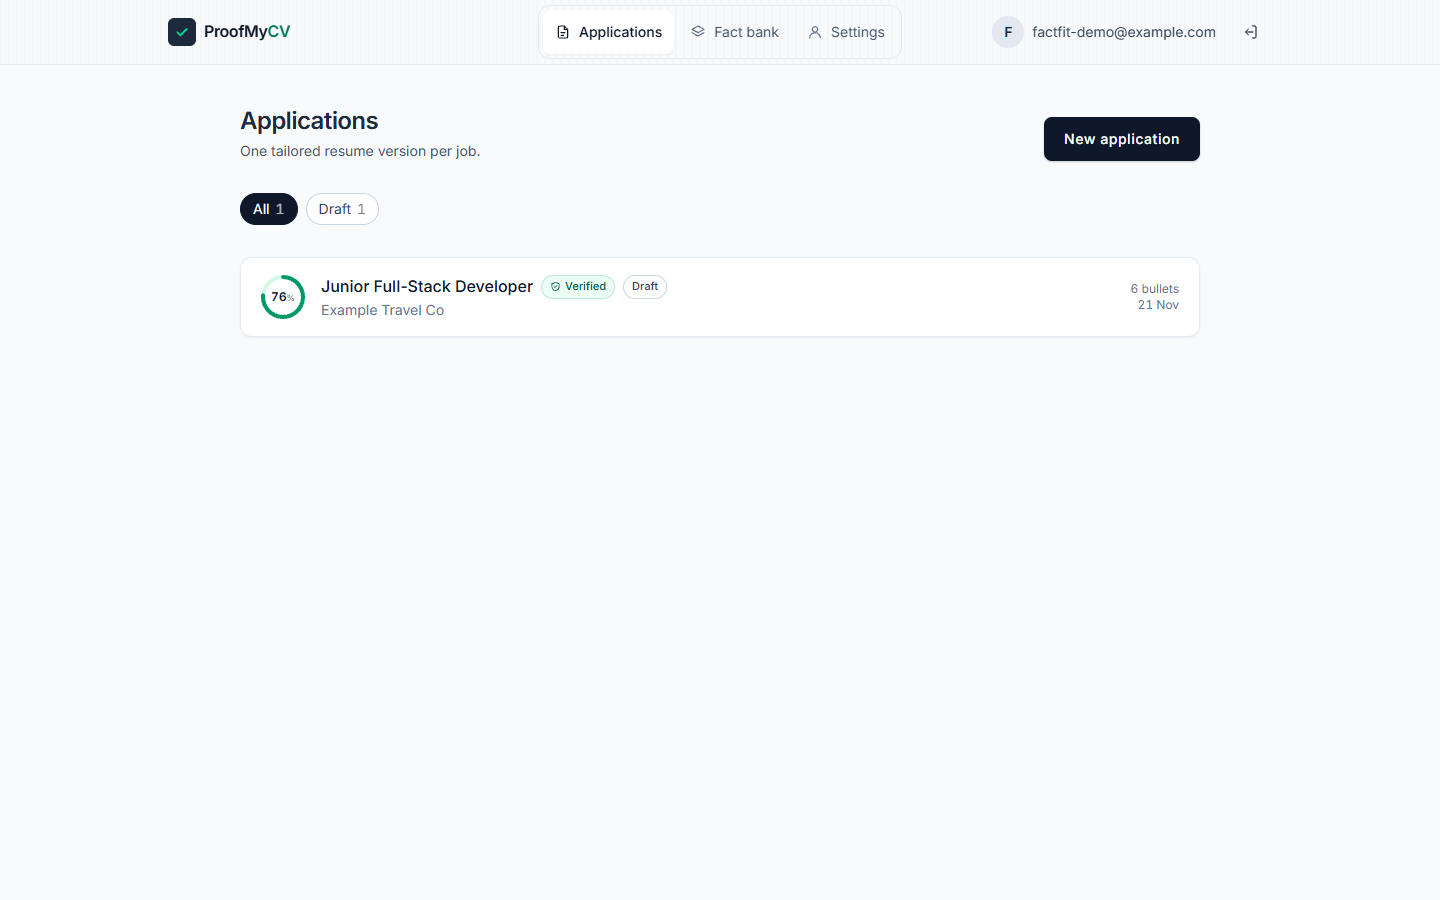 ProofMyCV
Applications
Fact bank
Settings
F
factfit-demo@example.com
Applications
One tailored resume version per job.
New application
All 1
Draft 1
76%
Junior Full-Stack Developer
Verified
Draft
Example Travel Co
6 bullets
21 Nov